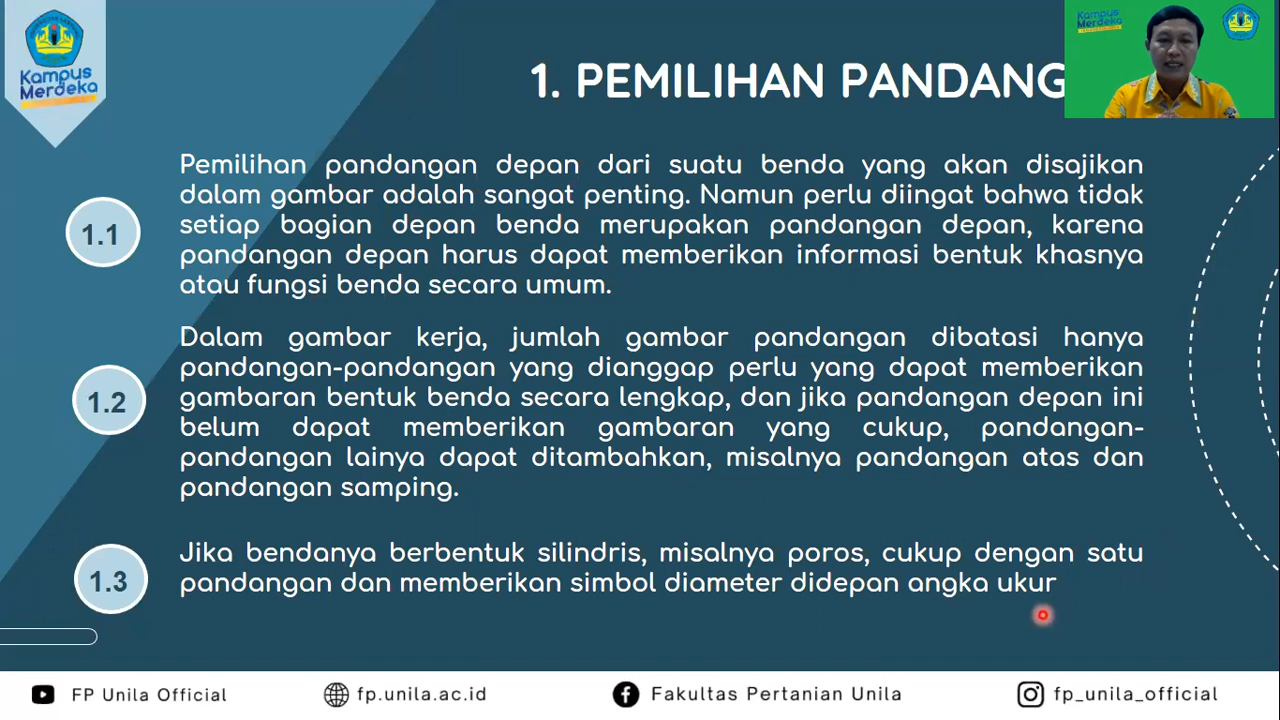 Kampus
Merdeka
1. PEMILIHAN PANDANG
Kampus
Merdeka
1.1
Pemilihan pandangan depan dari suatu benda yang akan disajikan
dalam gambar adalah sangat penting. Namun perlu diingat bahwa tidak
setiap bagian depan benda merupakan pandangan depan, karena
pandangan depan harus dapat memberikan informasi bentuk khasnya
atau fungsi benda secara umum.
1.2
Dalam gambar kerja, jumlah gambar pandangan dibatasi hanya
pandangan-pandangan yang dianggap perlu yang dapat memberikan
gambaran bentuk benda secara lengkap, dan jika pandangan depan ini
belum dapat memberikan gambaran yang cukup, pandangan-
pandangan lainya dapat ditambahkan, misalnya pandangan atas dan
pandangan samping.
1.3
Jika bendanya berbentuk silindris, misalnya poros, cukup dengan satu
pandangan dan memberikan simbol diameter didepan angka ukur
FP Unila Official
fp.unila.ac.id
Fakultas Pertanian Unila
fp_unila_official